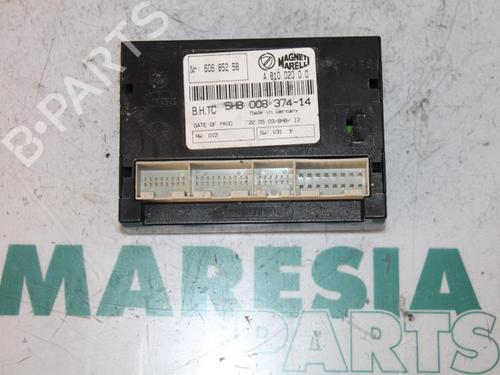 Nr: 606 852 58
MAGNETI
MARELLI
A.810.020.0.0
B.H.TC 5HB 008 374-14
Made in Germany
DATE OF PROD
HW: 012
SW: V31
MARESIA
PARTS
B-Parts